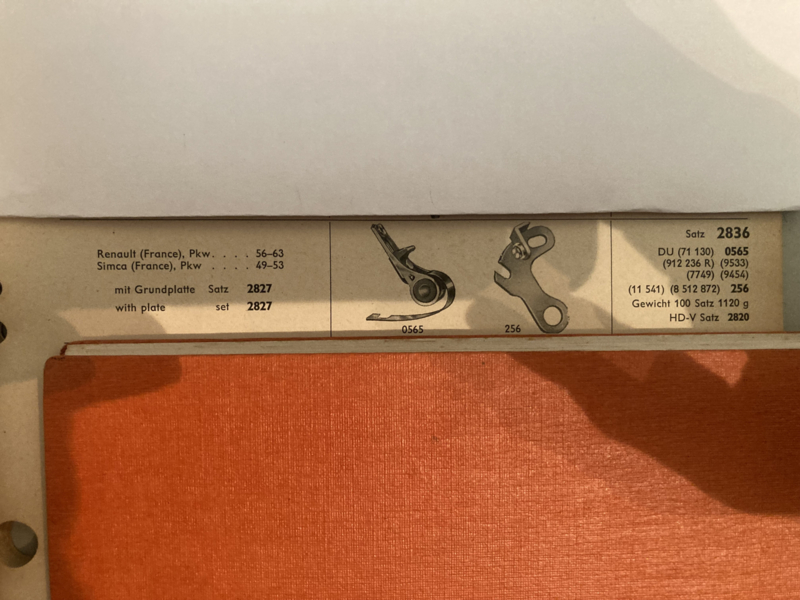 Renault (France), Pkw . . . . 56–63
Simca (France), Pkw . . . . 49–53
mit Grundplatte Satz 2827
with plate set 2827
0565
256
Satz 2836
DU (71 130) 0565
(912 236 R) (9533)
(7749) (9454)
(11 541) (8 512 872) 256
Gewicht 100 Satz 1120 g
HD-V Satz 2820